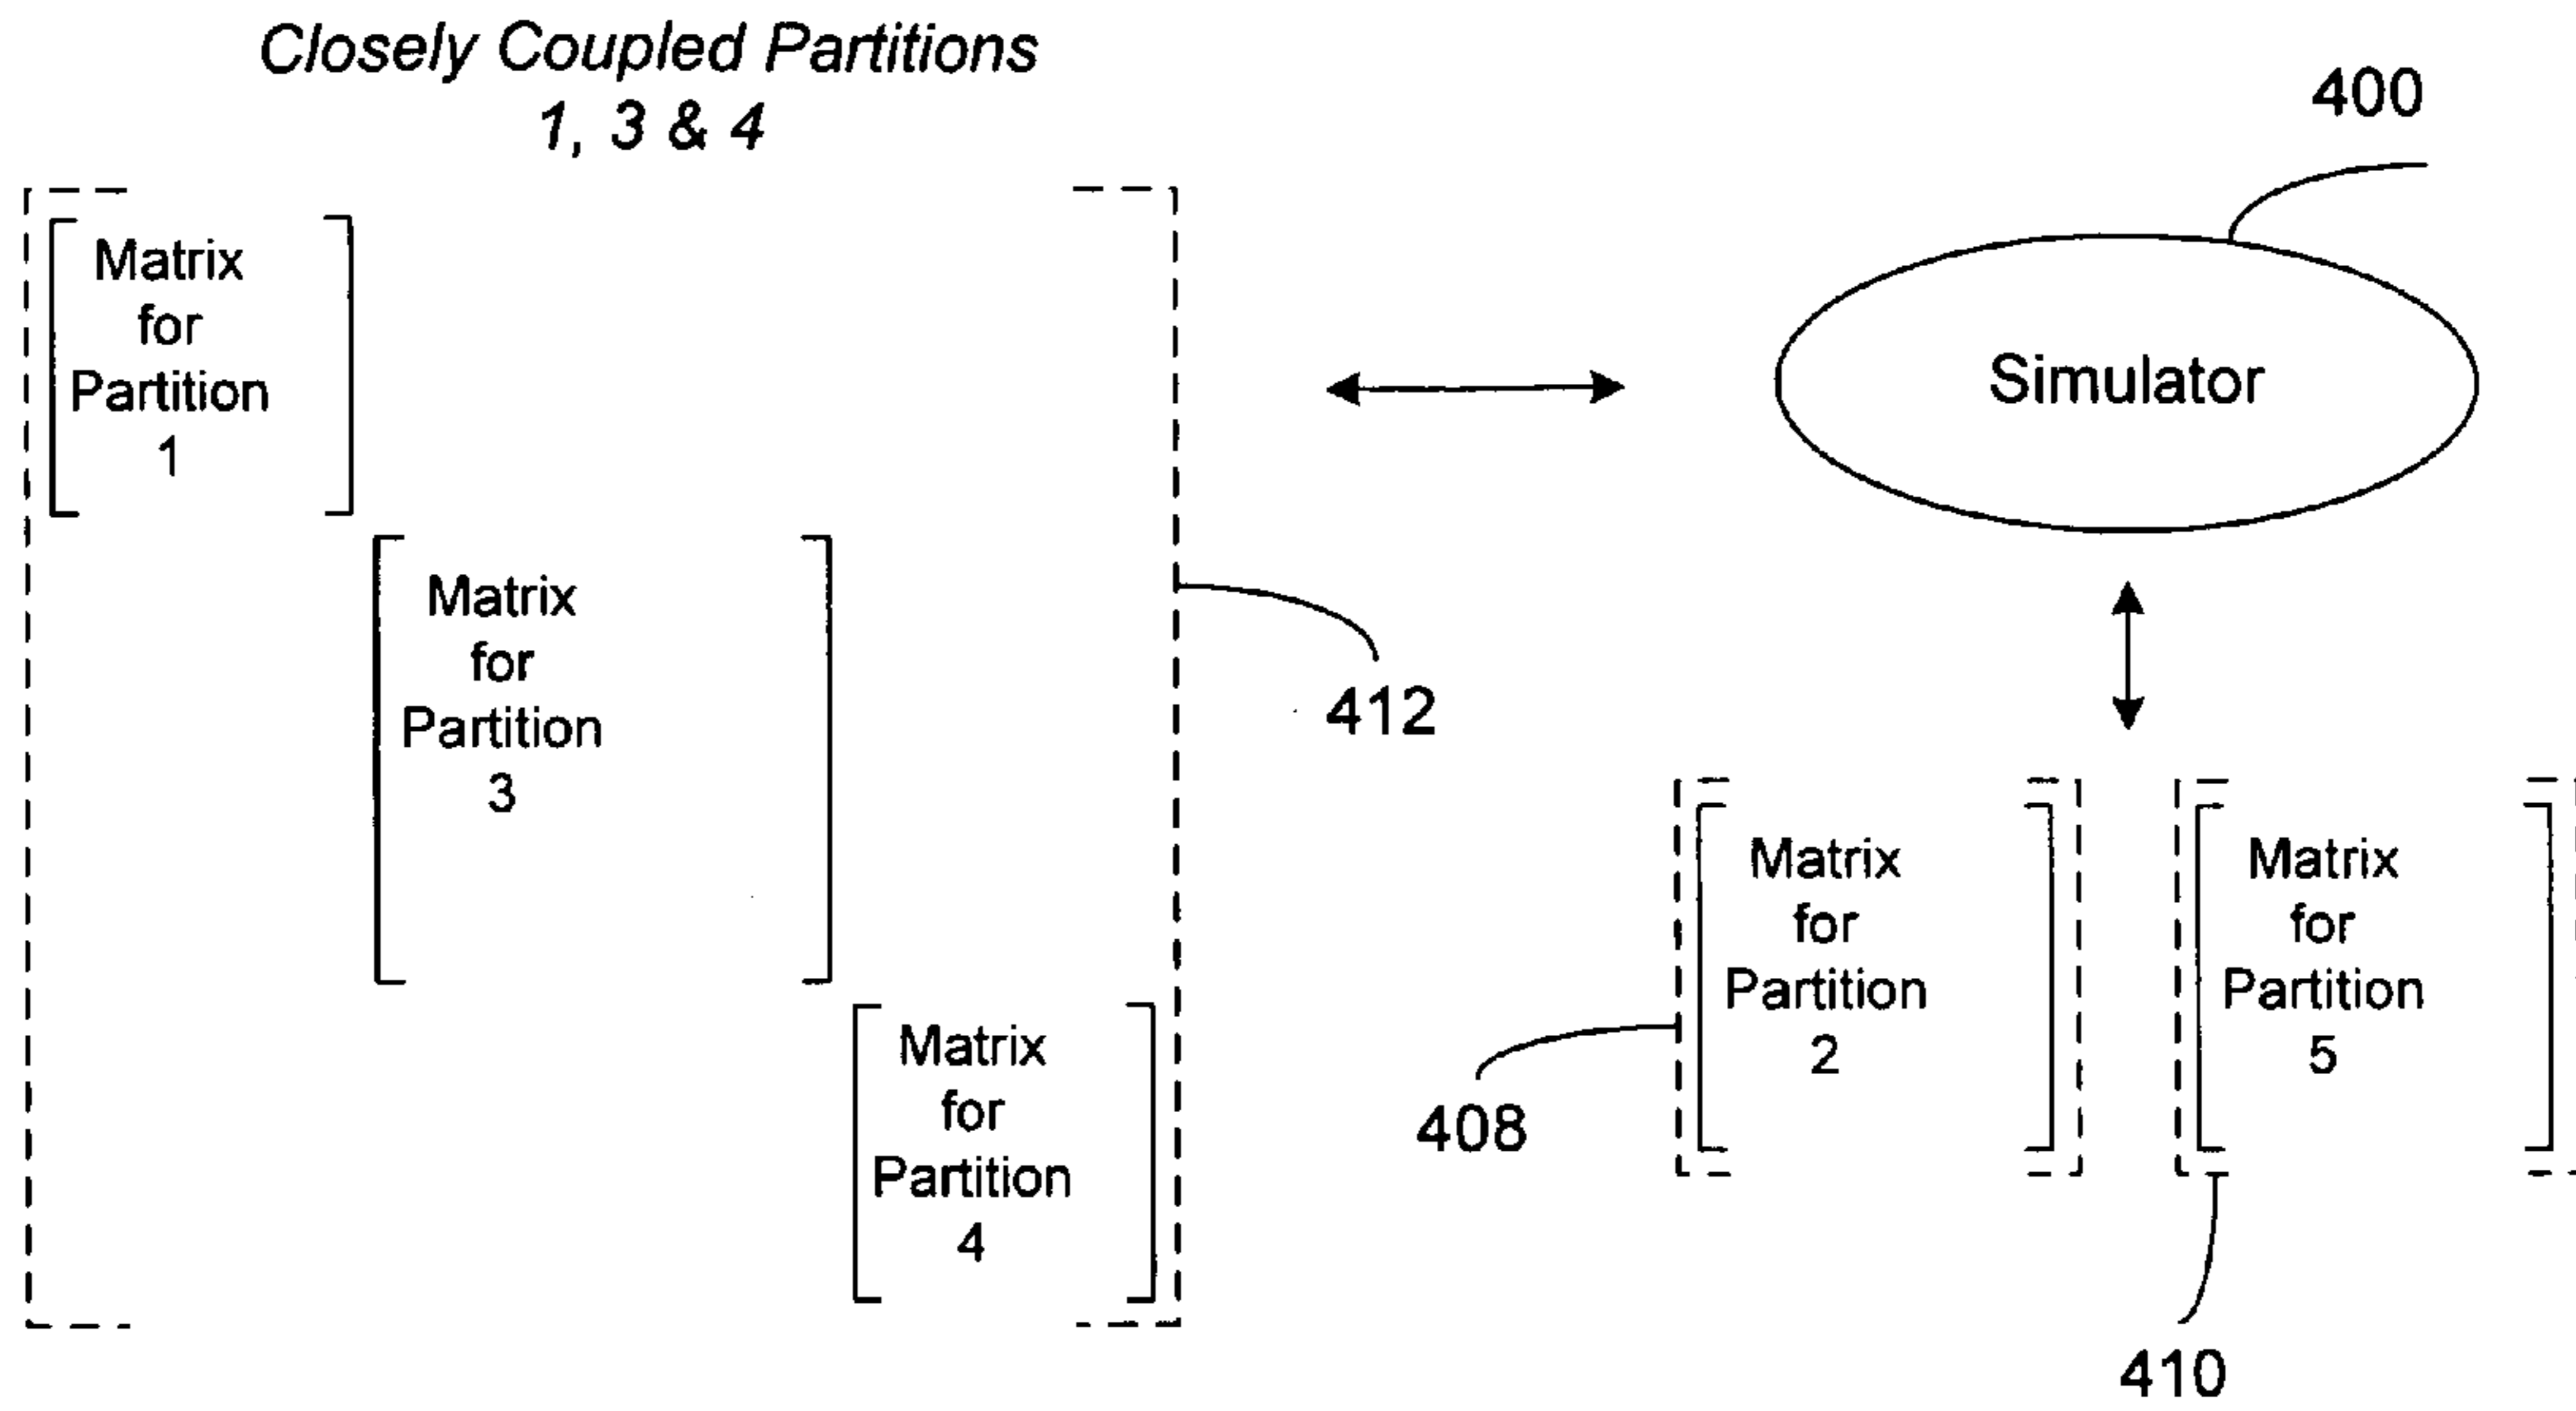 Closely Coupled Partitions
1, 3 & 4
400
Matrix
for
Partition
1
Simulator
Matrix
for
Partition
3
412
Matrix
for
Partition
4
Matrix
for
Partition
2
408
Matrix
for
Partition
5
410